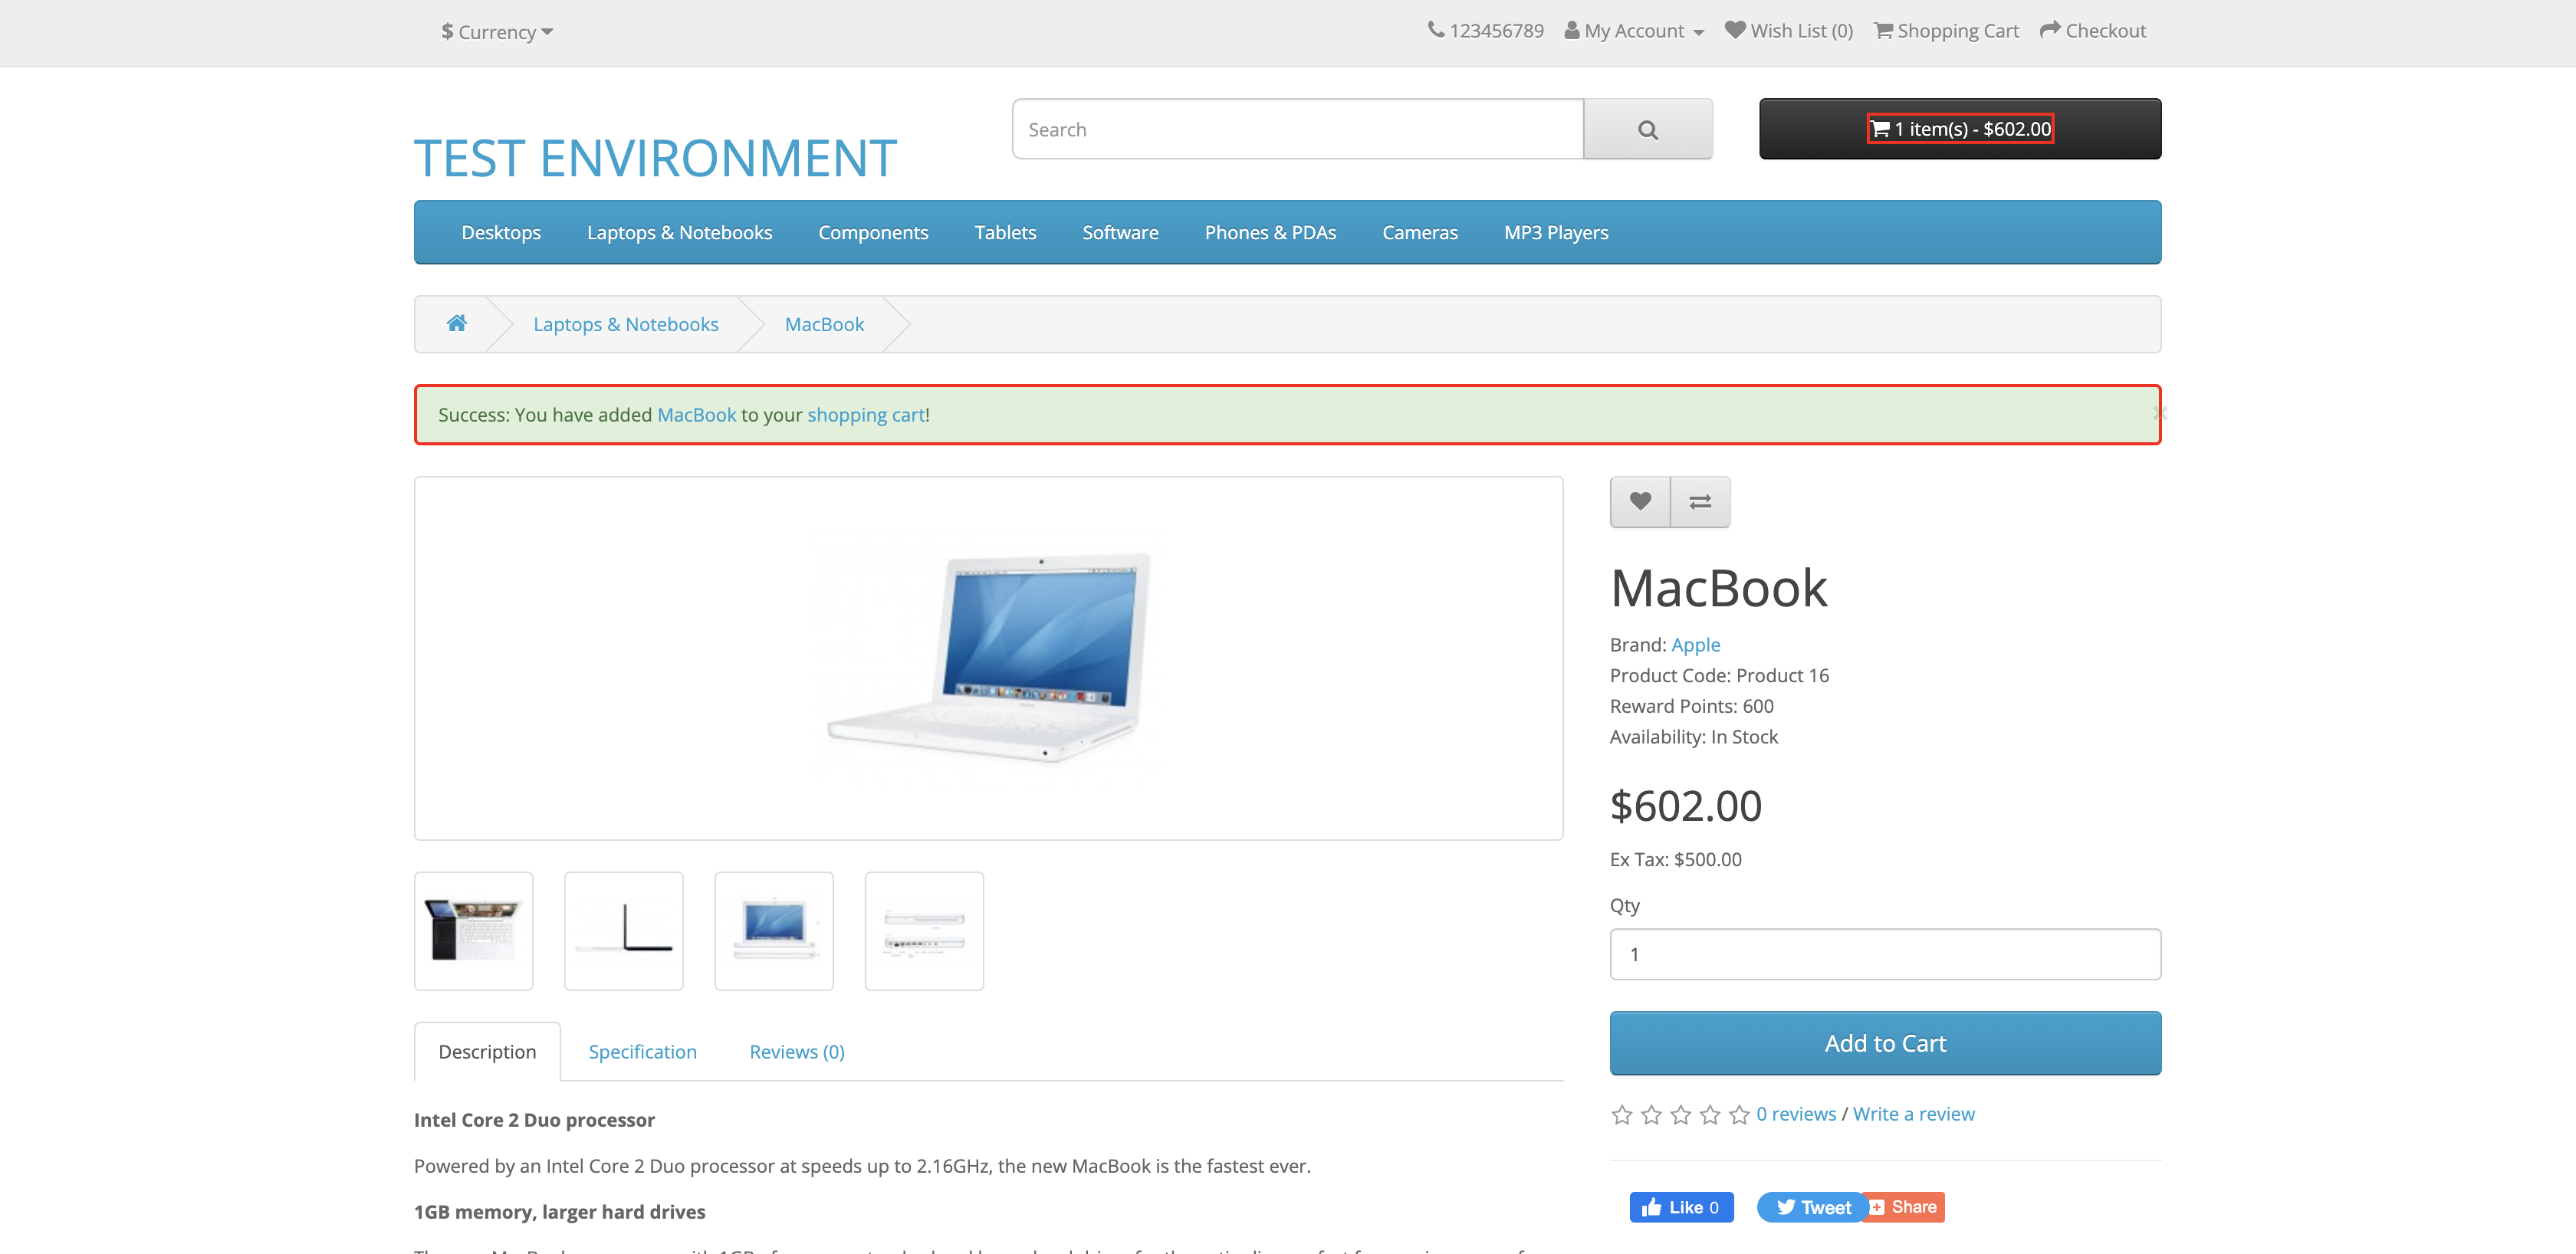 $ Currency
123456789 My Account Wish List (0) Shopping Cart Checkout
TEST ENVIRONMENT
Search
1 item(s) - $602.00
Desktops Laptops & Notebooks Components Tablets Software Phones & PDAs Cameras MP3 Players
Laptops & Notebooks MacBook
Success: You have added MacBook to your shopping cart!
MacBook
Brand: Apple
Product Code: Product 16
Reward Points: 600
Availability: In Stock
$602.00
Ex Tax: $500.00
Qty
1
Add to Cart
0 reviews / Write a review
Like 0 Tweet Share
Description Specification Reviews (0)
Intel Core 2 Duo processor
Powered by an Intel Core 2 Duo processor at speeds up to 2.16GHz, the new MacBook is the fastest ever.
1GB memory, larger hard drives